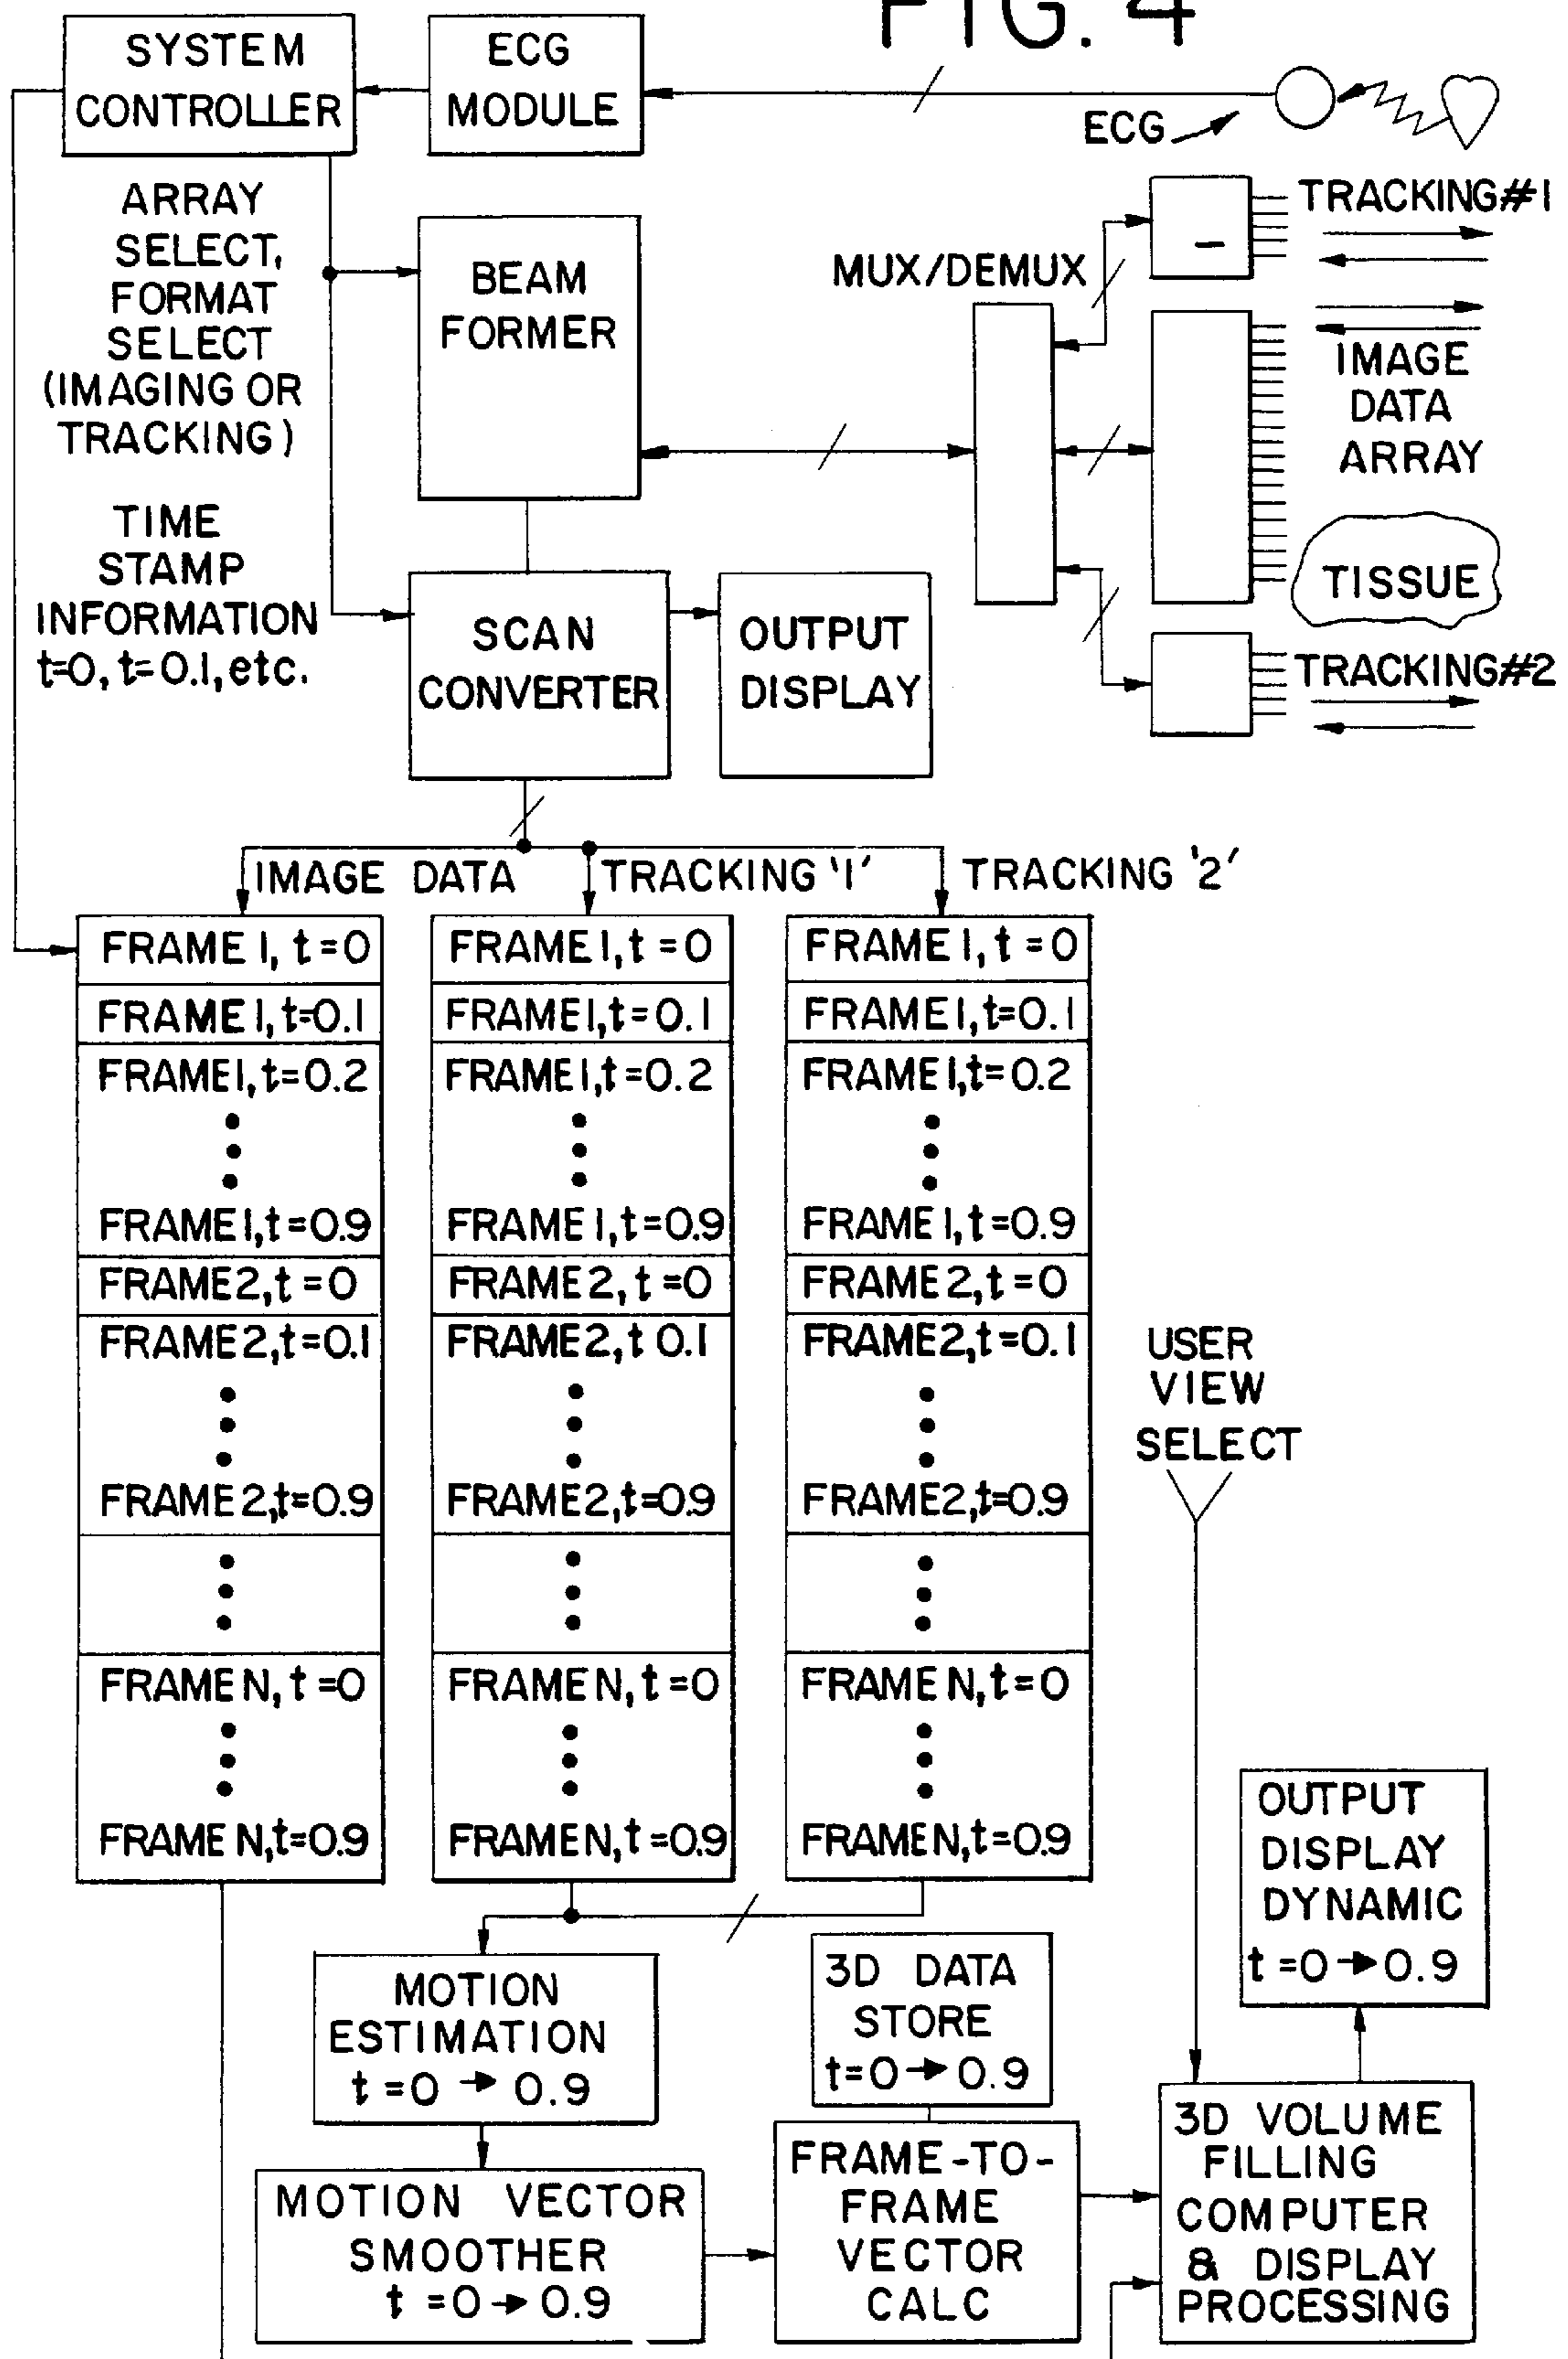 FIG. 4
SYSTEM
CONTROLLER
ECG
MODULE
ECG
ARRAY
SELECT,
FORMAT
SELECT
(IMAGING OR
TRACKING)
TIME
STAMP
INFORMATION
t=0, t=0.1, etc.
BEAM
FORMER
MUX/DEMUX
TRACKING#1
IMAGE
DATA
ARRAY
TISSUE
TRACKING#2
SCAN
CONVERTER
OUTPUT
DISPLAY
IMAGE DATA
TRACKING '1'
TRACKING '2'
FRAME 1, t=0
FRAME 1, t=0.1
FRAME 1, t=0.2
FRAME 1, t=0.9
FRAME 2, t=0
FRAME 2, t=0.1
FRAME 2, t=0.9
FRAME N, t=0
FRAME N, t=0.9
FRAME 1, t=0
FRAME 1, t=0.1
FRAME 1, t=0.2
FRAME 1, t=0.9
FRAME 2, t=0
FRAME 2, t 0.1
FRAME 2, t=0.9
FRAME N, t=0
FRAME N, t=0.9
FRAME 1, t=0
FRAME 1, t=0.1
FRAME 1, t=0.2
FRAME 1, t=0.9
FRAME 2, t=0
FRAME 2, t=0.1
FRAME 2, t=0.9
FRAME N, t=0
FRAME N, t=0.9
USER
VIEW
SELECT
OUTPUT
DISPLAY
DYNAMIC
t=0→0.9
MOTION
ESTIMATION
t=0→0.9
3D DATA
STORE
t=0→0.9
MOTION VECTOR
SMOOTHER
t=0→0.9
FRAME-TO-
FRAME
VECTOR
CALC
3D VOLUME
FILLING
COMPUTER
& DISPLAY
PROCESSING